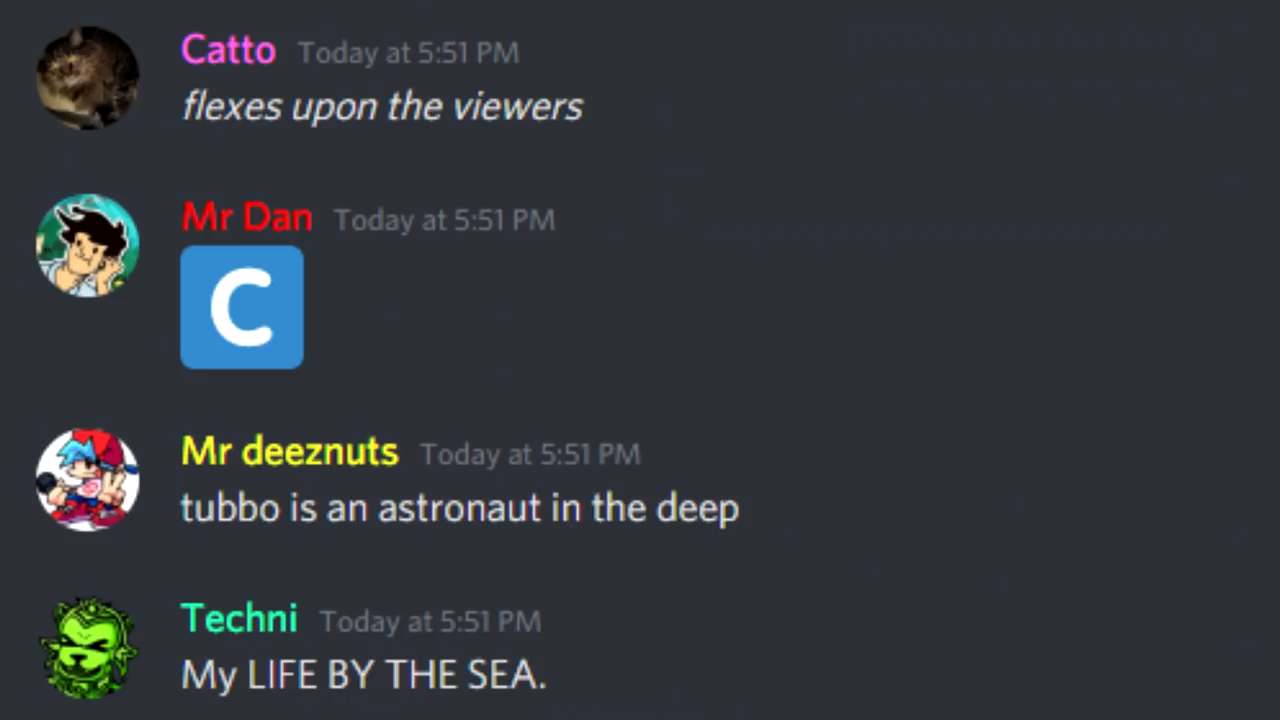 Catto Today at 5:51 PM
flexes upon the viewers
Mr Dan Today at 5:51 PM
C
Mr deeznuts Today at 5:51 PM
tubbo is an astronaut in the deep
Techni Today at 5:51 PM
My LIFE BY THE SEA.